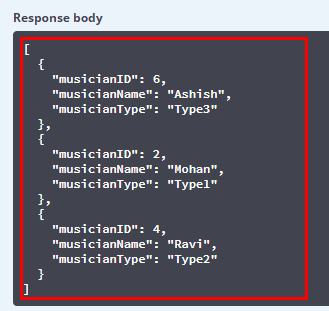 Response body
[
  {
    "musicianID": 6,
    "musicianName": "Ashish",
    "musicianType": "Type3"
  },
  {
    "musicianID": 2,
    "musicianName": "Mohan",
    "musicianType": "Type1"
  },
  {
    "musicianID": 4,
    "musicianName": "Ravi",
    "musicianType": "Type2"
  }
]